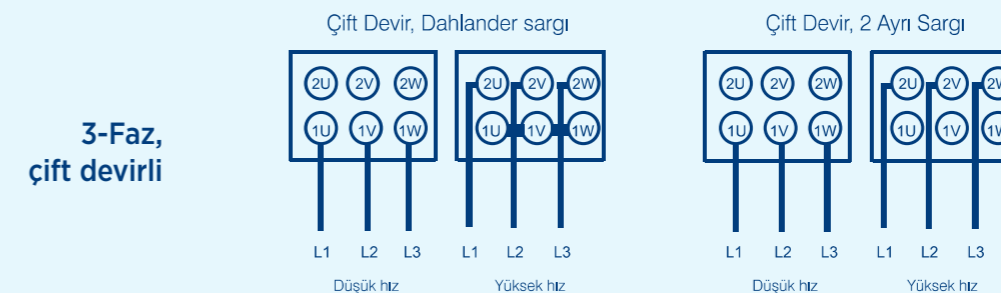 3-Faz,
çift devirli
Çift Devir, Dahlander sargı
2U 2V 2W
1U 1V 1W
L1 L2 L3
Düşük hız
2U 2V 2W
1U 1V 1W
L1 L2 L3
Yüksek hız
Çift Devir, 2 Ayrı Sargı
2U 2V 2W
1U 1V 1W
L1 L2 L3
Düşük hız
2U 2V 2W
1U 1V 1W
L1 L2 L3
Yüksek hız